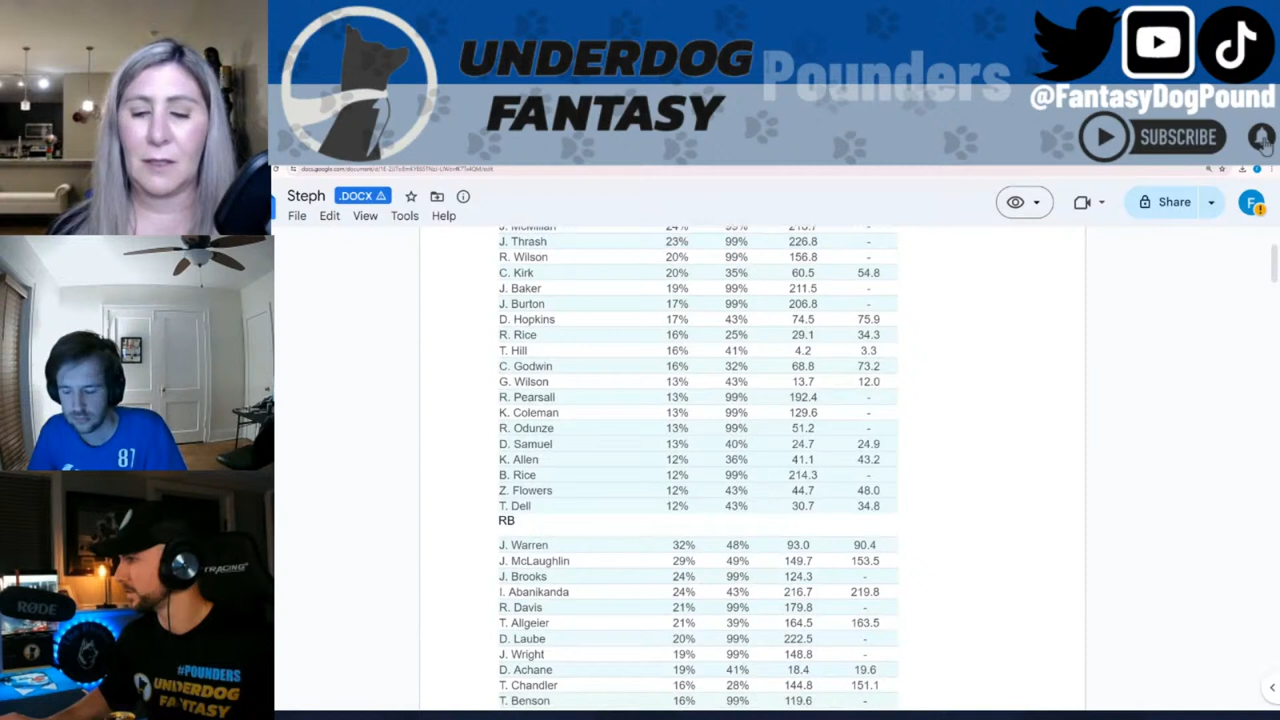 UNDERDOG
FANTASY
Pounders
@FantasyDogPound
SUBSCRIBE
Steph
.DOCX
Share
File Edit View Tools Help
J. McMillan 24% 99%
J. Thrash 23% 99% 226.8 -
R. Wilson 20% 99% 156.8 -
C. Kirk 20% 35% 60.5 54.8
J. Baker 19% 99% 211.5 -
J. Burton 17% 99% 206.8 -
D. Hopkins 17% 43% 74.5 75.9
R. Rice 16% 25% 29.1 34.3
T. Hill 16% 41% 4.2 3.3
C. Godwin 16% 32% 68.8 73.2
G. Wilson 13% 43% 13.7 12.0
R. Pearsall 13% 99% 192.4 -
K. Coleman 13% 99% 129.6 -
R. Odunze 13% 99% 51.2 -
D. Samuel 13% 40% 24.7 24.9
K. Allen 12% 36% 41.1 43.2
B. Rice 12% 99% 214.3 -
Z. Flowers 12% 43% 44.7 48.0
T. Dell 12% 43% 30.7 34.8
RB
J. Warren 32% 48% 93.0 90.4
J. McLaughlin 29% 49% 149.7 153.5
J. Brooks 24% 99% 124.3 -
I. Abanikanda 24% 43% 216.7 219.8
R. Davis 21% 99% 179.8 -
T. Allgeier 21% 39% 164.5 163.5
D. Laube 20% 99% 222.5 -
J. Wright 19% 99% 148.8 -
D. Achane 19% 41% 18.4 19.6
T. Chandler 16% 28% 144.8 151.1
T. Benson 16% 99% 119.6 -
87
RØDE
TRACING
#POUNDERS
UNDERDOG
FANTASY